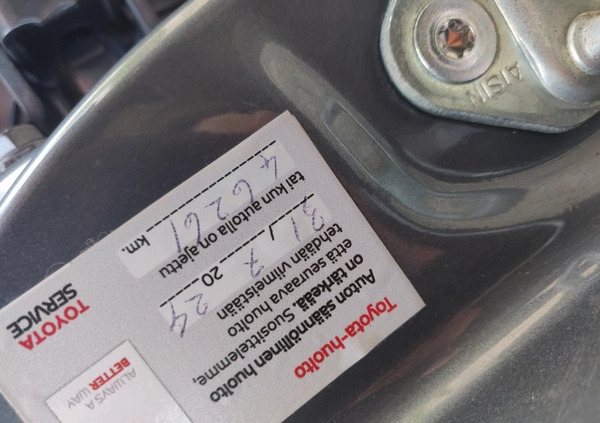 Toyota-huolto
Auton säännöllinen huolto
on tärkeää. Suosittelemme,
että seuraava huolto
tehdään viimeistään
31 / 7 20 24
tai kun autolla on ajettu
46261 km.
ALWAYS A
BETTER WAY
TOYOTA
SERVICE
AISIN